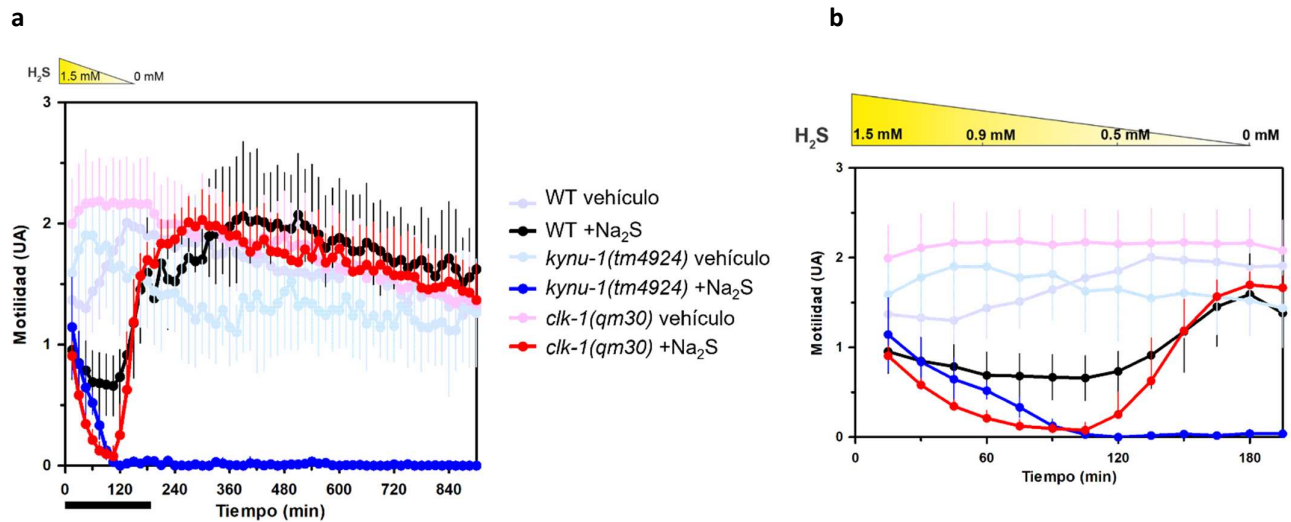 a
H₂S
1.5 mM
0 mM
3
2
1
0
Motilidad (UA)
0 120 240 360 480 600 720 840
Tiempo (min)
WT vehículo
WT +Na₂S
kynu-1(tm4924) vehículo
kynu-1(tm4924) +Na₂S
clk-1(qm30) vehículo
clk-1(qm30) +Na₂S
b
H₂S
1.5 mM 0.9 mM 0.5 mM 0 mM
3
2
1
0
Motilidad (UA)
0 60 120 180
Tiempo (min)